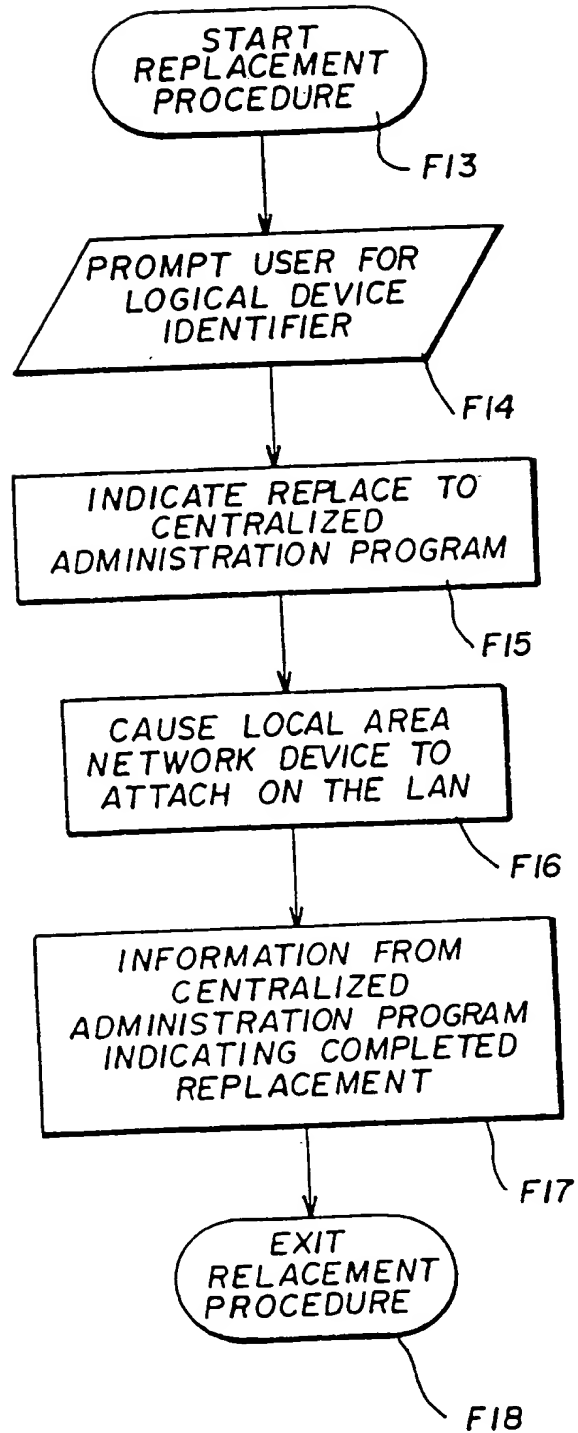 START
REPLACEMENT
PROCEDURE
F13
PROMPT USER FOR
LOGICAL DEVICE
IDENTIFIER
F14
INDICATE REPLACE TO
CENTRALIZED
ADMINISTRATION PROGRAM
F15
CAUSE LOCAL AREA
NETWORK DEVICE TO
ATTACH ON THE LAN
F16
INFORMATION FROM
CENTRALIZED
ADMINISTRATION PROGRAM
INDICATING COMPLETED
REPLACEMENT
F17
EXIT
RELACEMENT
PROCEDURE
F18